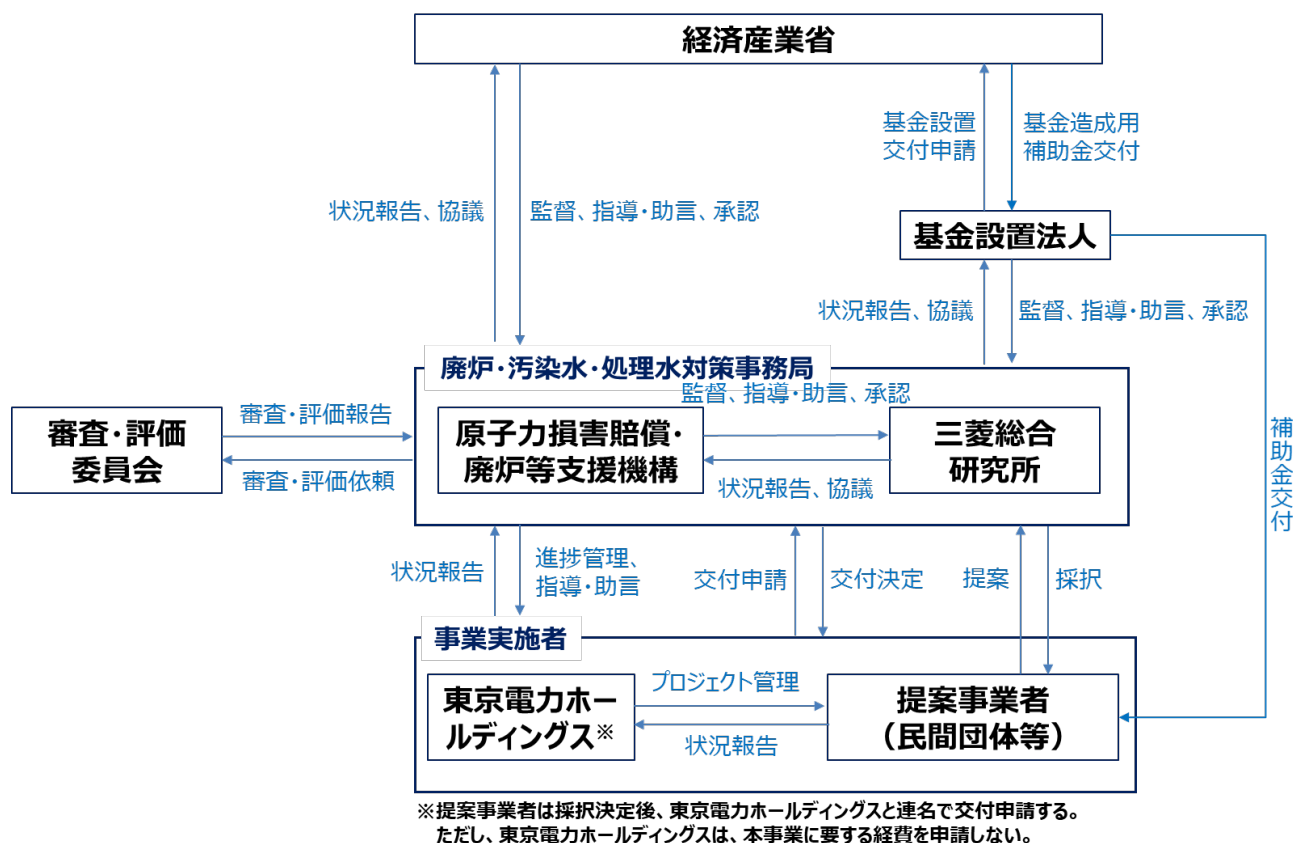 経済産業省
基金設置
交付申請
基金造成用
補助金交付
状況報告、協議
監督、指導・助言、承認
基金設置法人
状況報告、協議
監督、指導・助言、承認
廃炉・汚染水・処理水対策事務局
監督、指導・助言、承認
審査・評価
委員会
審査・評価報告
審査・評価依頼
原子力損害賠償・
廃炉等支援機構
三菱総合
研究所
状況報告、協議
補助金交付
状況報告
進捗管理、
指導・助言
交付申請
交付決定
提案
採択
事業実施者
東京電力ホー
ルディングス※
プロジェクト管理
状況報告
提案事業者
（民間団体等）
※提案事業者は採択決定後、東京電力ホールディングスと連名で交付申請する。
ただし、東京電力ホールディングスは、本事業に要する経費を申請しない。